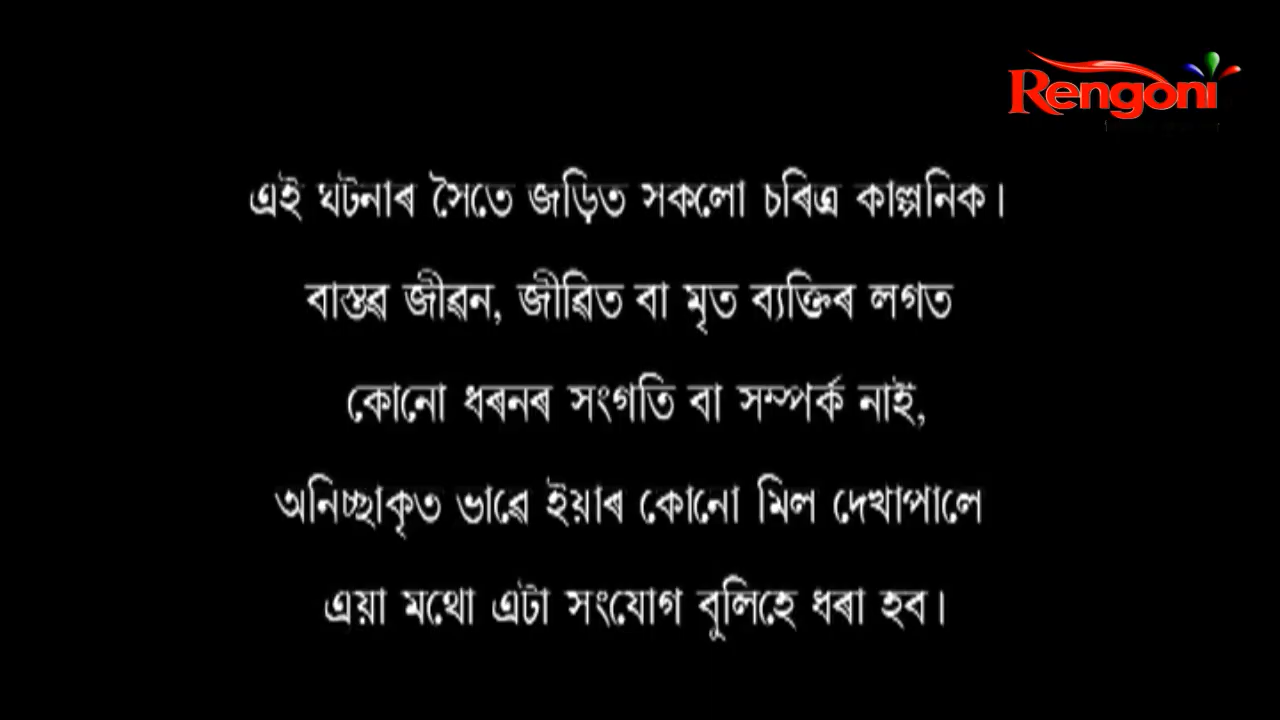 Rengoni
এই ঘটনাৰ সৈতে জড়িত সকলো চৰিত্ৰ কাল্পনিক।
বাস্তৱ জীৱন, জীৱিত বা মৃত ব্যক্তিৰ লগত
কোনো ধৰনৰ সংগতি বা সম্পৰ্ক নাই,
অনিচ্ছাকৃত ভাৱে ইয়াৰ কোনো মিল দেখাপালে
এয়া মথো এটা সংযোগ বুলিহে ধৰা হব।